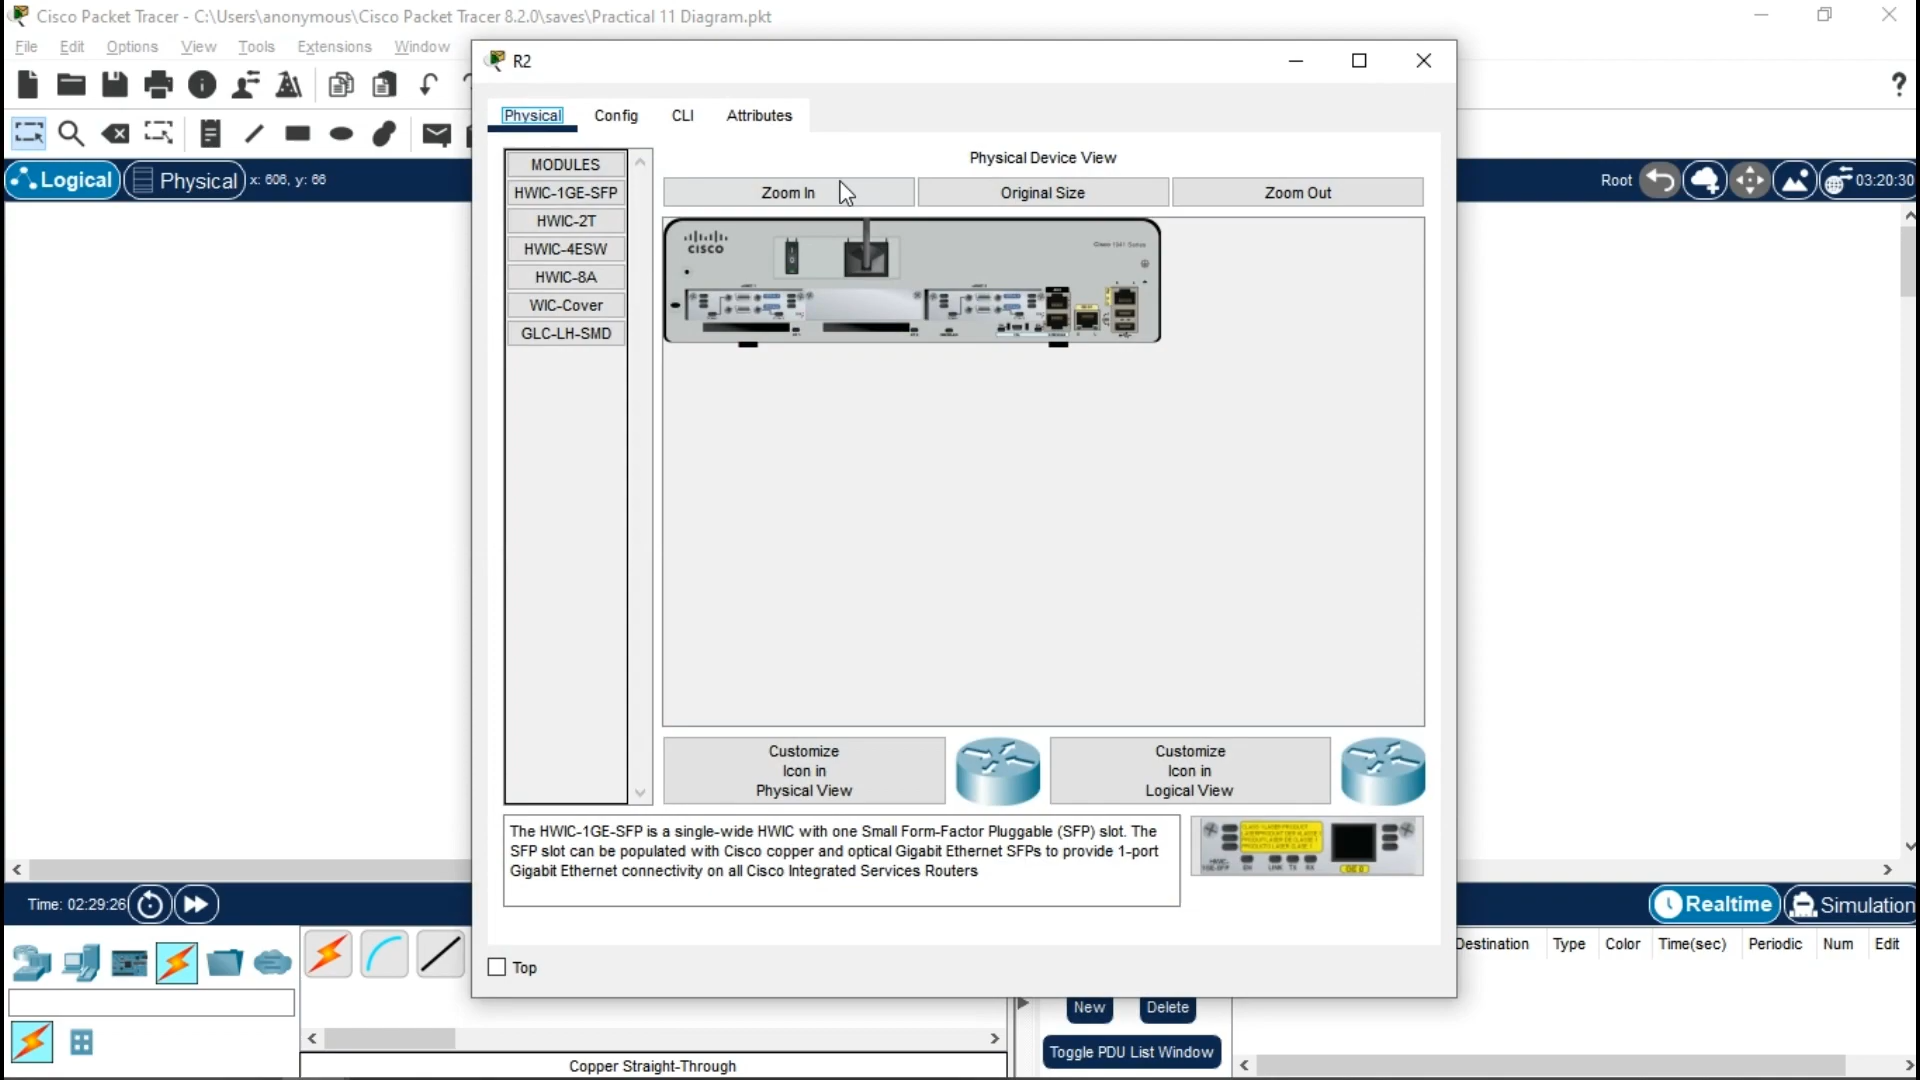 Cisco Packet Tracer - C:\Users\anonymous\Cisco Packet Tracer 8.2.0\saves\Practical 11 Diagram.pkt
File Edit Options View Tools Extensions Window
R2
Physical Config CLI Attributes
Logical Physical x: 606, y: 66
Root 03:20:30
MODULES
HWIC-1GE-SFP
HWIC-2T
HWIC-4ESW
HWIC-8A
WIC-Cover
GLC-LH-SMD
Physical Device View
Zoom In Original Size Zoom Out
CISCO
Customize
Icon in
Physical View
Customize
Icon in
Logical View
The HWIC-1GE-SFP is a single-wide HWIC with one Small Form-Factor Pluggable (SFP) slot. The
SFP slot can be populated with Cisco copper and optical Gigabit Ethernet SFPs to provide 1-port
Gigabit Ethernet connectivity on all Cisco Integrated Services Routers
Top
Time: 02:29:26
Realtime Simulation
Destination Type Color Time(sec) Periodic Num Edit
New Delete
Toggle PDU List Window
Copper Straight-Through